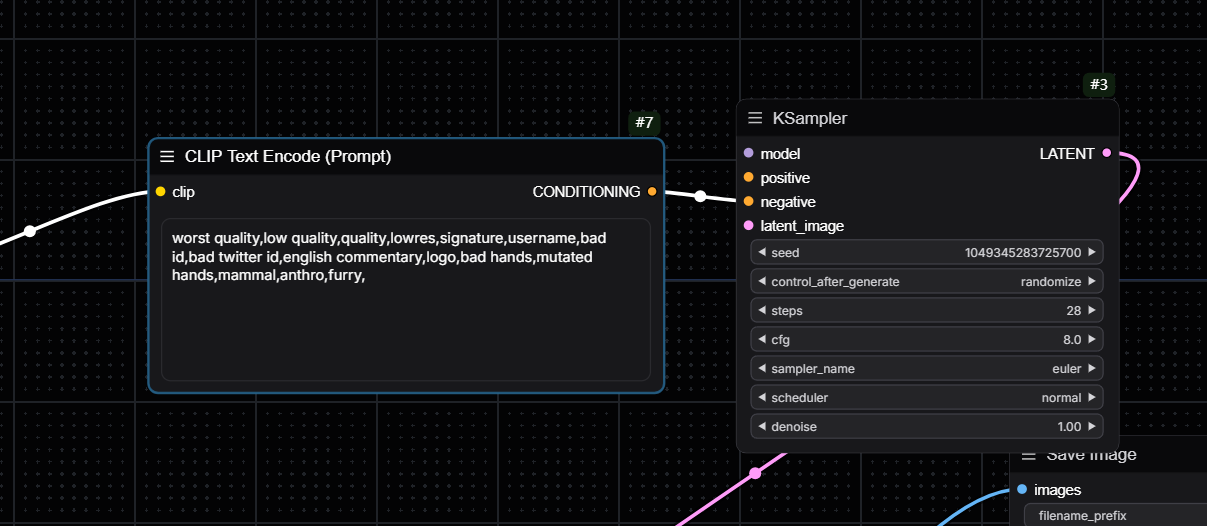 #3
#7
KSampler
CLIP Text Encode (Prompt)
model
LATENT
positive
clip
CONDITIONING
negative
latent_image
worst quality,low quality,quality,lowres,signature,username,bad
id,bad twitter id,english commentary,logo,bad hands,mutated
hands,mammal,anthro,furry,
seed
1049345283725700
control_after_generate
randomize
steps
28
cfg
8.0
sampler_name
euler
scheduler
normal
denoise
1.00
Save Image
images
filename_prefix